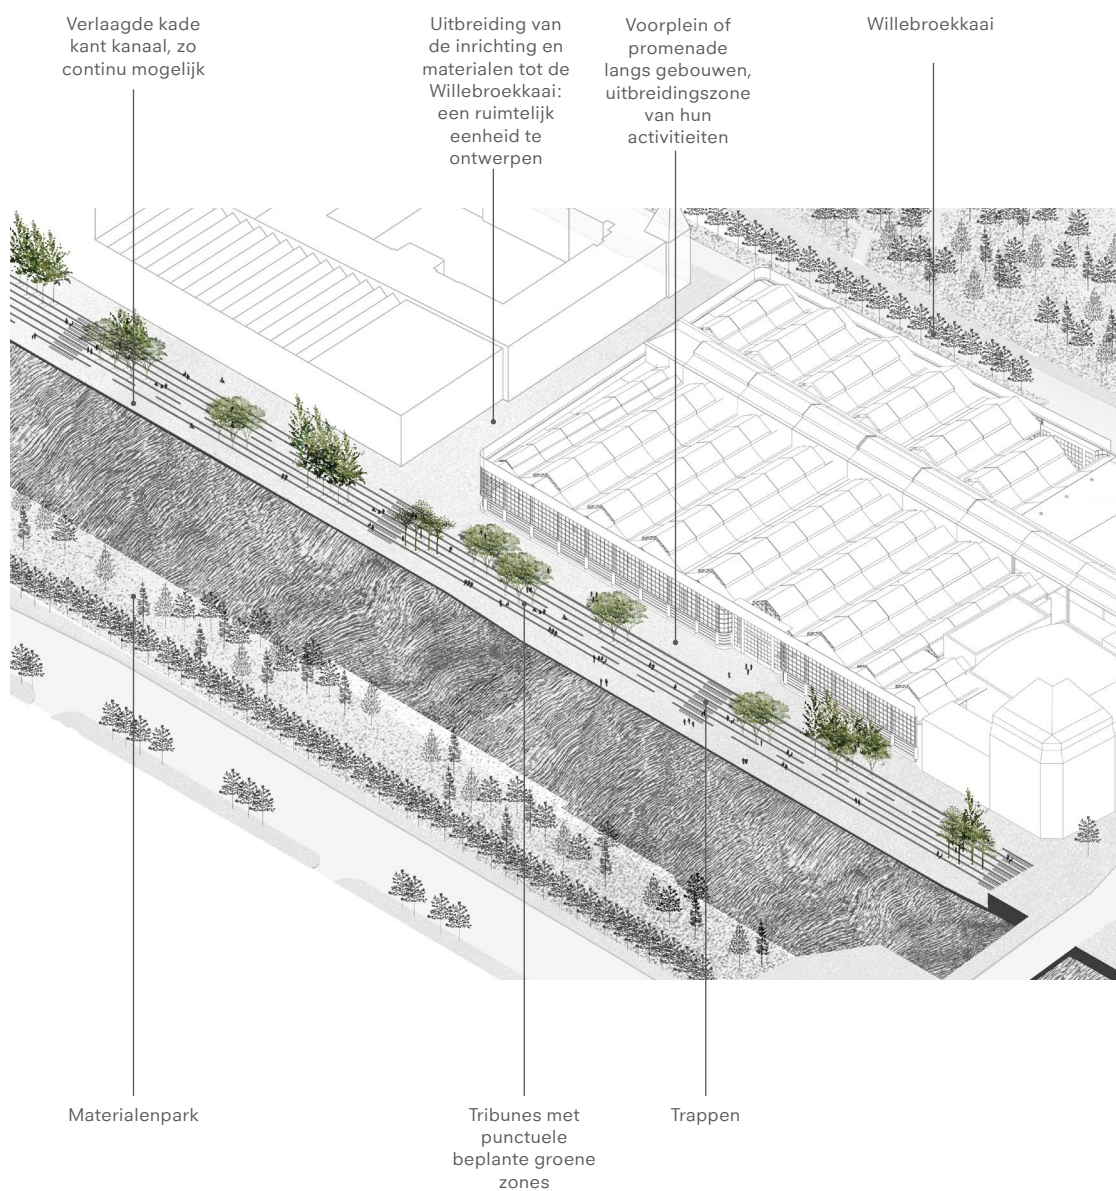 Verlaagde kade
kant kanaal, zo
continu mogelijk
Uitbreiding van
de inrichting en
materialen tot de
Willebroekkaai:
een ruimtelijk
eenheid te
ontwerpen
Voorplein of
promenade
langs gebouwen,
uitbreidingszone
van hun
activitieiten
Willebroekkaai
Materialenpark
Tribunes met
punctuele
beplante groene
zones
Trappen